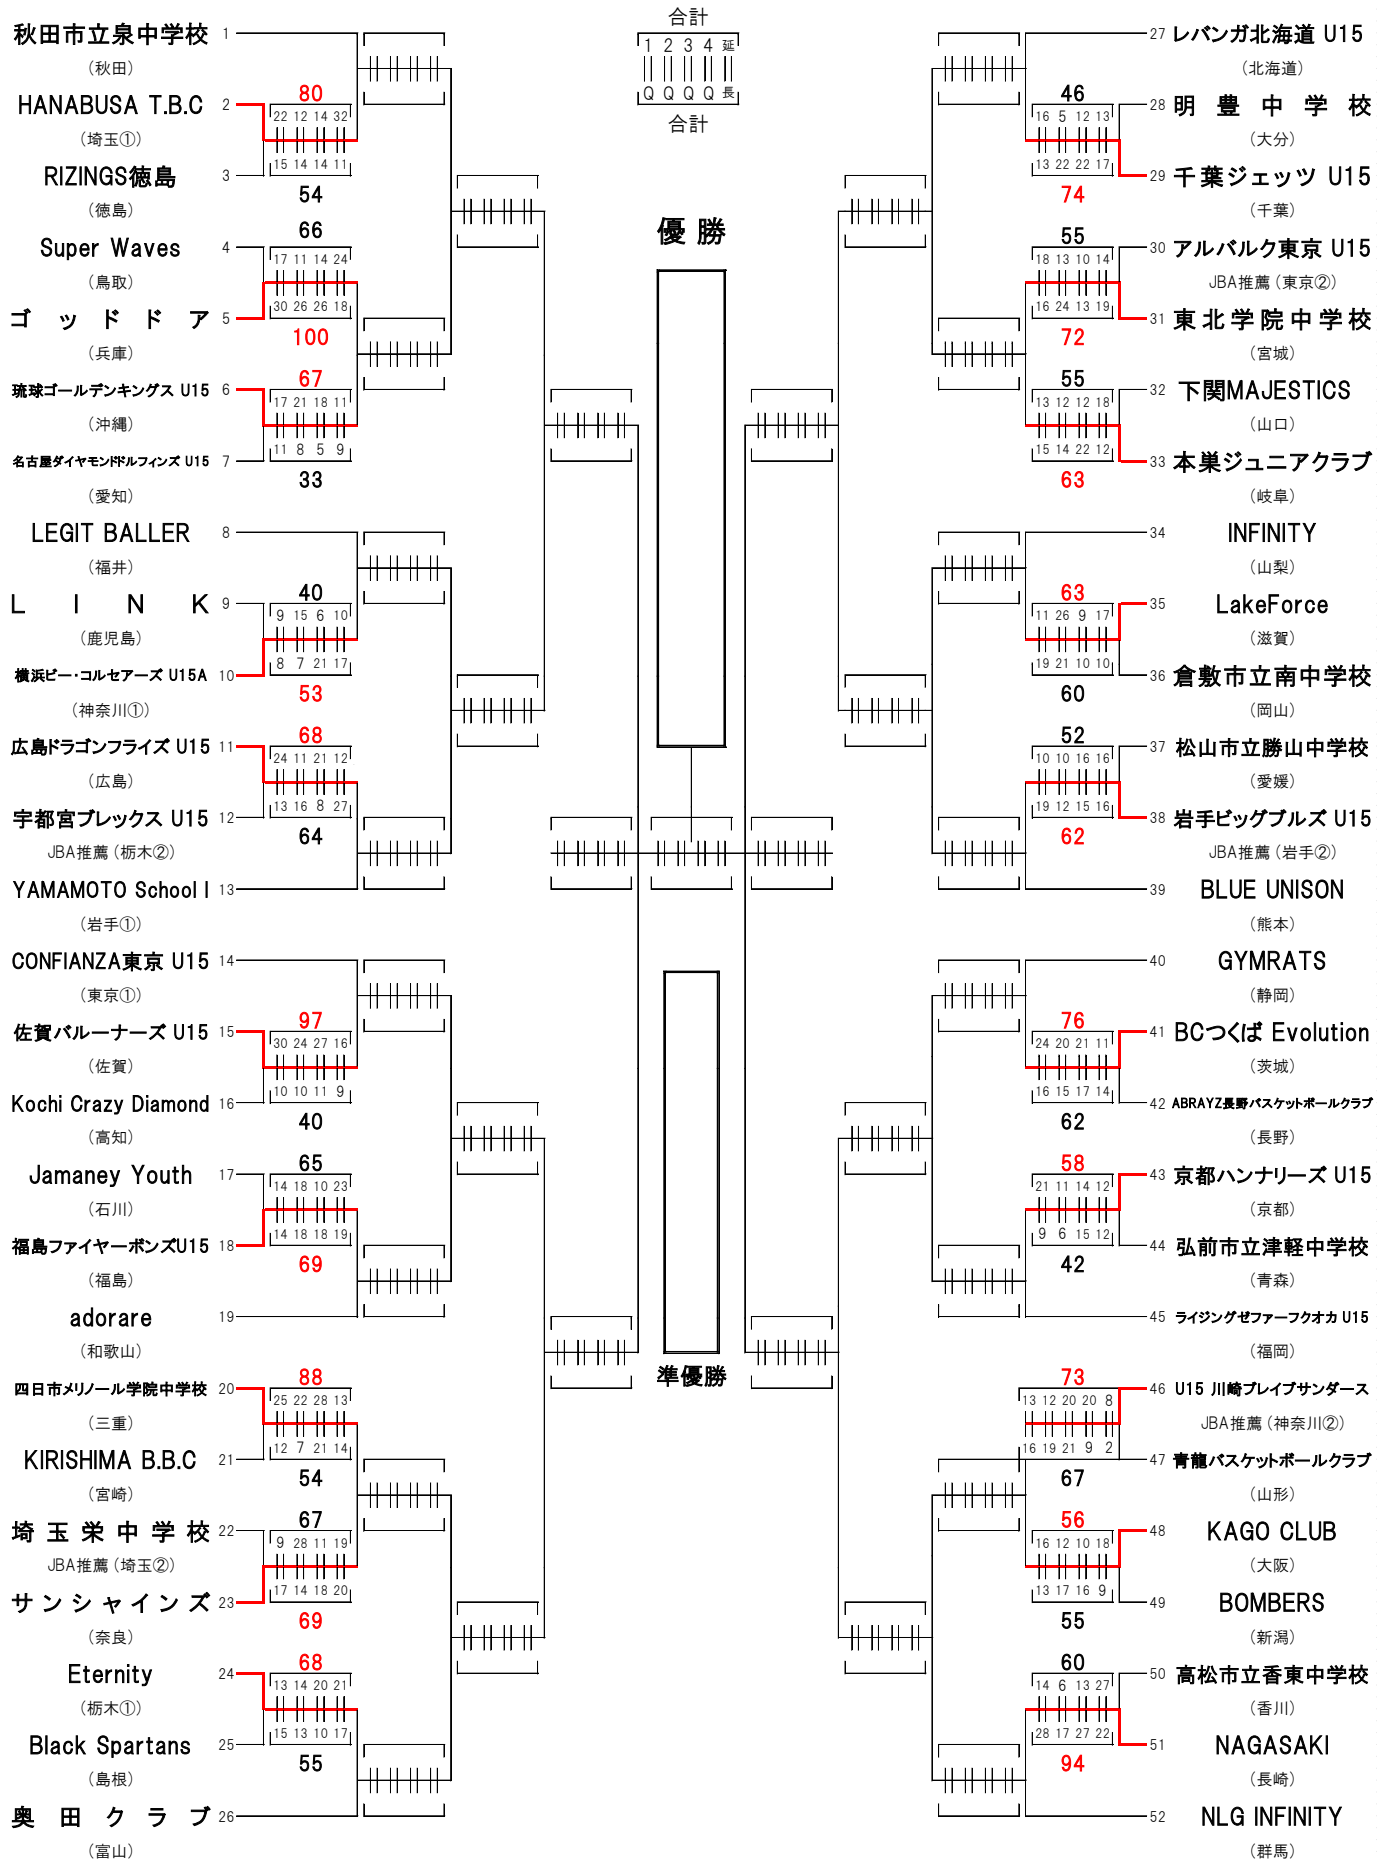 合計
1 2 3 4 延
Q Q Q Q 長
合計
優勝
準優勝
秋田市立泉中学校 1
（秋田）
80
HANABUSA T.B.C 2
22 12 14 32
（埼玉①）
15 14 14 11
RIZINGS徳島 3
54
（徳島）
66
Super Waves 4
17 11 14 24
（鳥取）
30 26 26 18
ゴッドドア 5
100
（兵庫）
67
琉球ゴールデンキングス U15 6
17 21 18 11
（沖縄）
11 8 5 9
名古屋ダイヤモンドドルフィンズ U15 7
33
（愛知）
LEGIT BALLER 8
（福井）
40
LINK 9
9 15 6 10
（鹿児島）
8 7 21 17
横浜ビー・コルセアーズ U15A 10
53
（神奈川①）
68
広島ドラゴンフライズ U15 11
24 11 21 12
（広島）
13 16 8 27
宇都宮ブレックス U15 12
64
JBA推薦（栃木②）
YAMAMOTO School I 13
（岩手①）
CONFIANZA東京 U15 14
（東京①）
97
佐賀バルーナーズ U15 15
30 24 27 16
（佐賀）
10 10 11 9
Kochi Crazy Diamond 16
40
（高知）
65
Jamaney Youth 17
14 18 10 23
（石川）
14 18 18 19
福島ファイヤーボンズU15 18
69
（福島）
adorare 19
（和歌山）
88
四日市メリノール学院中学校 20
25 22 28 13
（三重）
12 7 21 14
KIRISHIMA B.B.C 21
54
（宮崎）
67
埼玉栄中学校 22
9 28 11 19
JBA推薦（埼玉②）
17 14 18 20
サンシャインズ 23
69
（奈良）
68
Eternity 24
13 14 20 21
（栃木①）
15 13 10 17
Black Spartans 25
55
（島根）
奥田クラブ 26
（富山）
27 レバンガ北海道 U15
（北海道）
46
28 明豊中学校
16 5 12 13
（大分）
13 22 22 17
29 千葉ジェッツ U15
74
（千葉）
55
30 アルバルク東京 U15
18 13 10 14
JBA推薦（東京②）
16 24 13 19
31 東北学院中学校
72
（宮城）
55
32 下関MAJESTICS
13 12 12 18
（山口）
15 14 22 12
33 本巣ジュニアクラブ
63
（岐阜）
34 INFINITY
（山梨）
63
35 LakeForce
11 26 9 17
（滋賀）
19 21 10 10
36 倉敷市立南中学校
60
（岡山）
52
37 松山市立勝山中学校
10 10 16 16
（愛媛）
19 12 15 16
38 岩手ビッグブルズ U15
62
JBA推薦（岩手②）
39 BLUE UNISON
（熊本）
40 GYMRATS
（静岡）
76
41 BCつくば Evolution
24 20 21 11
（茨城）
16 15 17 14
42 ABRAYZ長野バスケットボールクラブ
62
（長野）
58
43 京都ハンナリーズ U15
21 11 14 12
（京都）
9 6 15 12
44 弘前市立津軽中学校
42
（青森）
45 ライジングゼファーフクオカ U15
（福岡）
73
46 U15 川崎ブレイブサンダース
13 12 20 20 8
JBA推薦（神奈川②）
16 19 21 9 2
47 青龍バスケットボールクラブ
67
（山形）
56
48 KAGO CLUB
16 12 10 18
（大阪）
13 17 16 9
49 BOMBERS
55
（新潟）
60
50 高松市立香東中学校
14 6 13 27
（香川）
28 17 27 22
51 NAGASAKI
94
（長崎）
52 NLG INFINITY
（群馬）